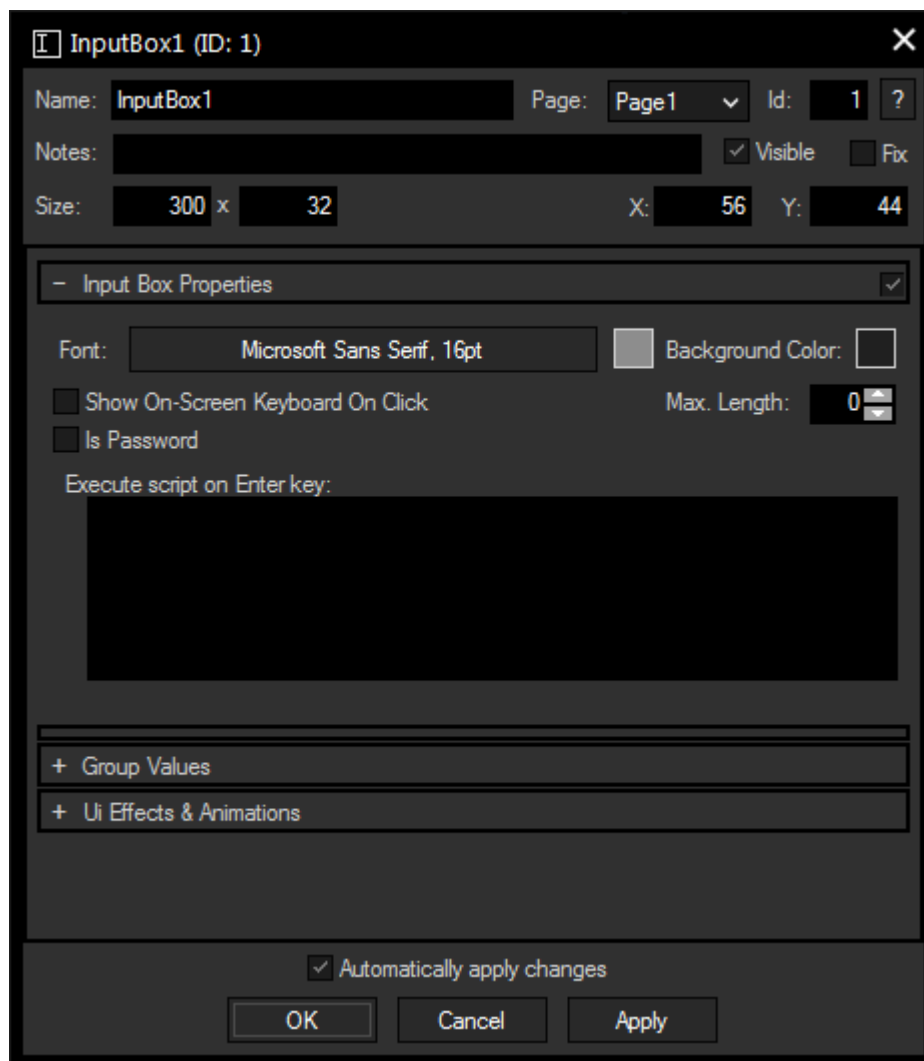 InputBox1 (ID: 1)
Name: InputBox1 Page: Page1 Id: 1 ?
Notes: Visible Fix
Size: 300 x 32 X: 56 Y: 44
− Input Box Properties
Font: Microsoft Sans Serif, 16pt Background Color:
Show On-Screen Keyboard On Click Max. Length: 0
Is Password
Execute script on Enter key:
+ Group Values
+ Ui Effects & Animations
Automatically apply changes
OK Cancel Apply